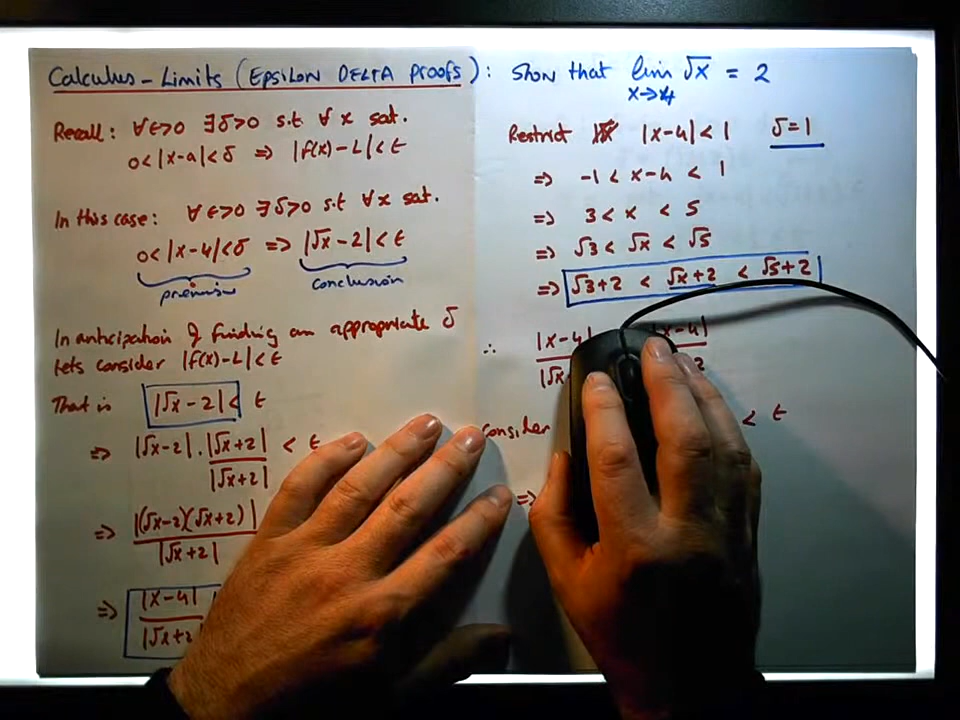 Calculus - Limits (EPSILON DELTA PROOFS): Show that lim √x = 2
x→4
Recall: ∀ε>0 ∃δ>0 s.t ∀ x sat.
0<|x-a|<δ ⇒ |f(x)-L|<ε
In this case: ∀ε>0 ∃δ>0 s.t ∀x sat.
0<|x-4|<δ ⇒ |√x-2|<ε
premise conclusion
In anticipation of finding an appropriate δ
lets consider |f(x)-L|<ε
That is |√x-2|< ε
⇒ |√x-2|.|√x+2| < ε
|√x+2|
⇒ |(√x-2)(√x+2)|
|√x+2|
⇒ |x-4|
|√x+2
Restrict |x-4|<1 δ=1
⇒ -1 < x-4 < 1
⇒ 3 < x < 5
⇒ √3 < √x < √5
⇒ √3+2 < √x+2 < √5+2
∴ |x-4| x-4|
|√x 2
consider < ε
⇒